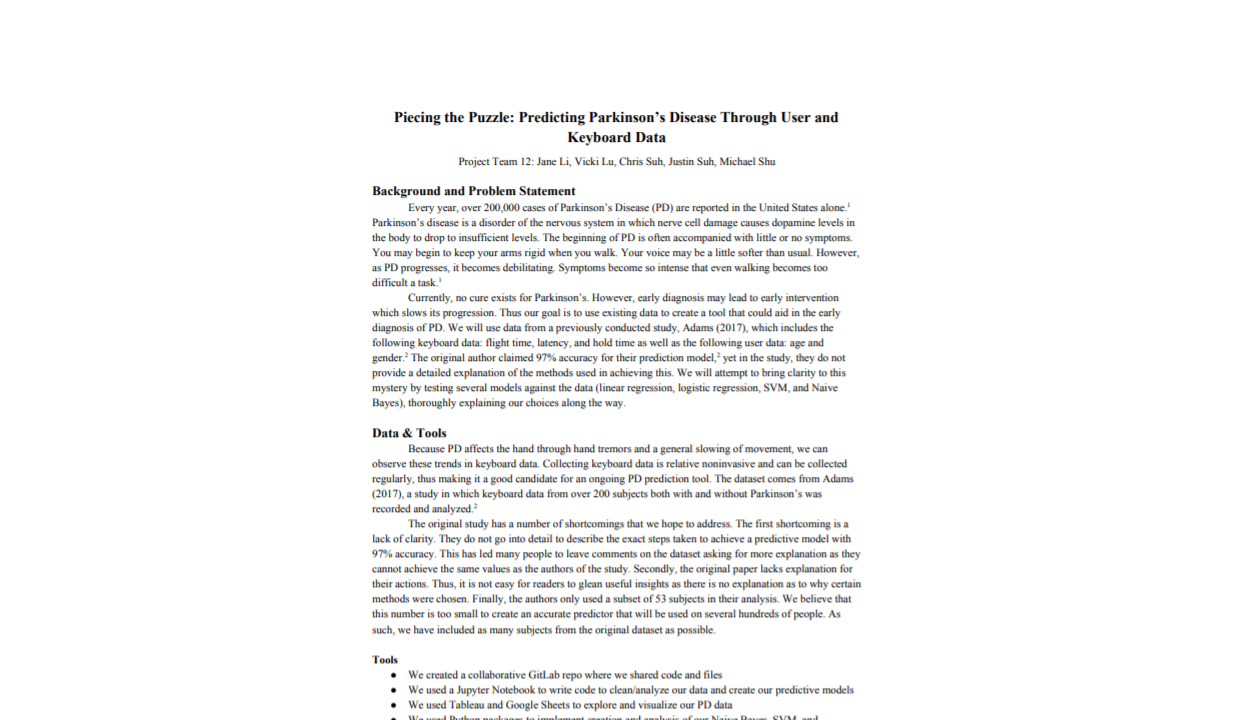 Piecing the Puzzle: Predicting Parkinson's Disease Through User and
Keyboard Data
Project Team 12: Jane Li, Vicki Lu, Chris Suh, Justin Suh, Michael Shu
Background and Problem Statement
Every year, over 200,000 cases of Parkinson's Disease (PD) are reported in the United States alone.¹
Parkinson's disease is a disorder of the nervous system in which nerve cell damage causes dopamine levels in
the body to drop to insufficient levels. The beginning of PD is often accompanied with little or no symptoms.
You may begin to keep your arms rigid when you walk. Your voice may be a little softer than usual. However,
as PD progresses, it becomes debilitating. Symptoms become so intense that even walking becomes too
difficult a task.¹
Currently, no cure exists for Parkinson's. However, early diagnosis may lead to early intervention
which slows its progression. Thus our goal is to use existing data to create a tool that could aid in the early
diagnosis of PD. We will use data from a previously conducted study, Adams (2017), which includes the
following keyboard data: flight time, latency, and hold time as well as the following user data: age and
gender.² The original author claimed 97% accuracy for their prediction model,² yet in the study, they do not
provide a detailed explanation of the methods used in achieving this. We will attempt to bring clarity to this
mystery by testing several models against the data (linear regression, logistic regression, SVM, and Naive
Bayes), thoroughly explaining our choices along the way.
Data & Tools
Because PD affects the hand through hand tremors and a general slowing of movement, we can
observe these trends in keyboard data. Collecting keyboard data is relative noninvasive and can be collected
regularly, thus making it a good candidate for an ongoing PD prediction tool. The dataset comes from Adams
(2017), a study in which keyboard data from over 200 subjects both with and without Parkinson's was
recorded and analyzed.²
The original study has a number of shortcomings that we hope to address. The first shortcoming is a
lack of clarity. They do not go into detail to describe the exact steps taken to achieve a predictive model with
97% accuracy. This has led many people to leave comments on the dataset asking for more explanation as they
cannot achieve the same values as the authors of the study. Secondly, the original paper lacks explanation for
their actions. Thus, it is not easy for readers to glean useful insights as there is no explanation as to why certain
methods were chosen. Finally, the authors only used a subset of 53 subjects in their analysis. We believe that
this number is too small to create an accurate predictor that will be used on several hundreds of people. As
such, we have included as many subjects from the original dataset as possible.
Tools
● We created a collaborative GitLab repo where we shared code and files
● We used a Jupyter Notebook to write code to clean/analyze our data and create our predictive models
● We used Tableau and Google Sheets to explore and visualize our PD data
● We used Python packages to implement creation and analysis of our Naive Bayes, SVM, and